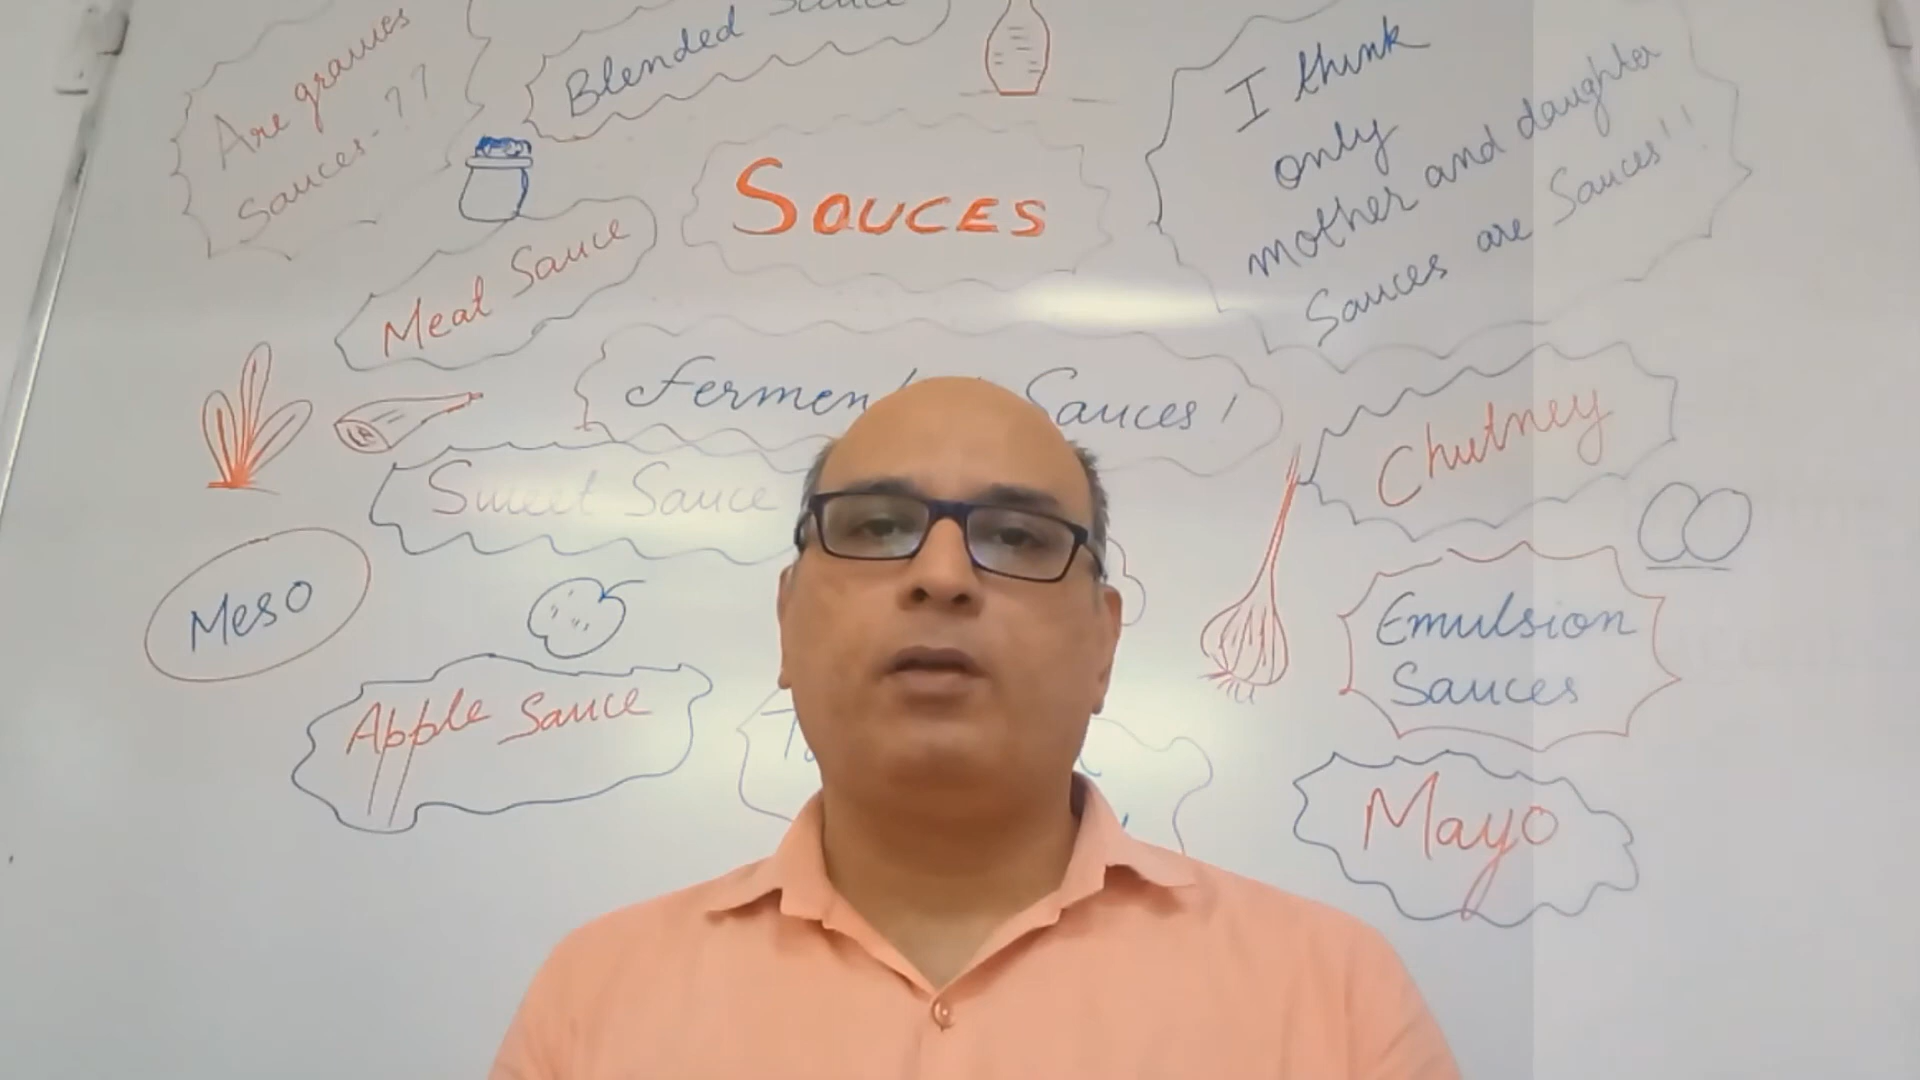 Are gravies
Sauces-??
Blended Sauce
SAUCES
I think
only
mother and daughter
Sauces are Sauces!!
Meat Sauce
Sauces!
Chutney
Sweet Sauce
Meso
Emulsion
Sauces
Apple Sauce
Mayo